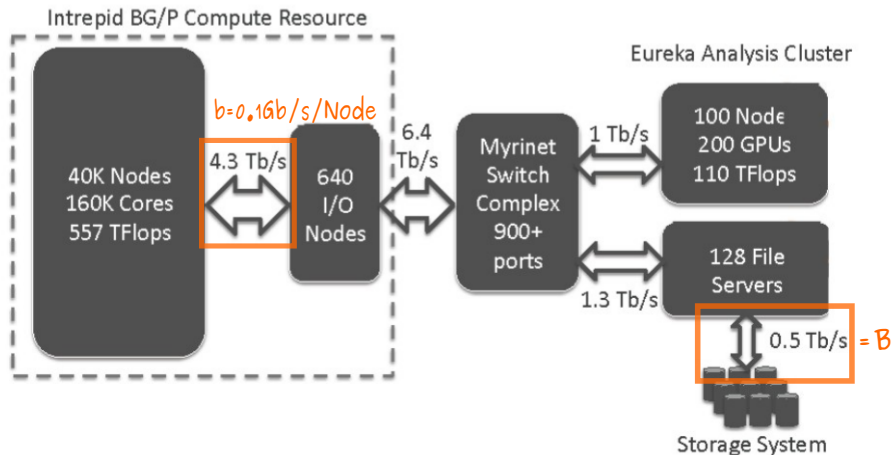 Intrepid BG/P Compute Resource
40K Nodes
160K Cores
557 TFlops
b=0.1Gb/s/Node
4.3 Tb/s
640
I/O
Nodes
6.4
Tb/s
Myrinet
Switch
Complex
900+
ports
1 Tb/s
1.3 Tb/s
Eureka Analysis Cluster
100 Node
200 GPUs
110 TFlops
128 File
Servers
0.5 Tb/s = B
Storage System